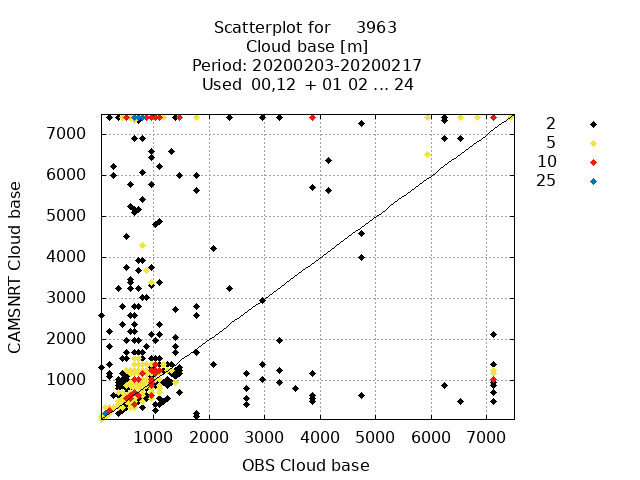 Scatterplot for 3963
Cloud base [m]
Period: 20200203-20200217
Used 00,12 + 01 02 ... 24
7000
6000
5000
4000
3000
2000
1000
CAMSNRT Cloud base
1000 2000 3000 4000 5000 6000 7000
OBS Cloud base
2
5
10
25